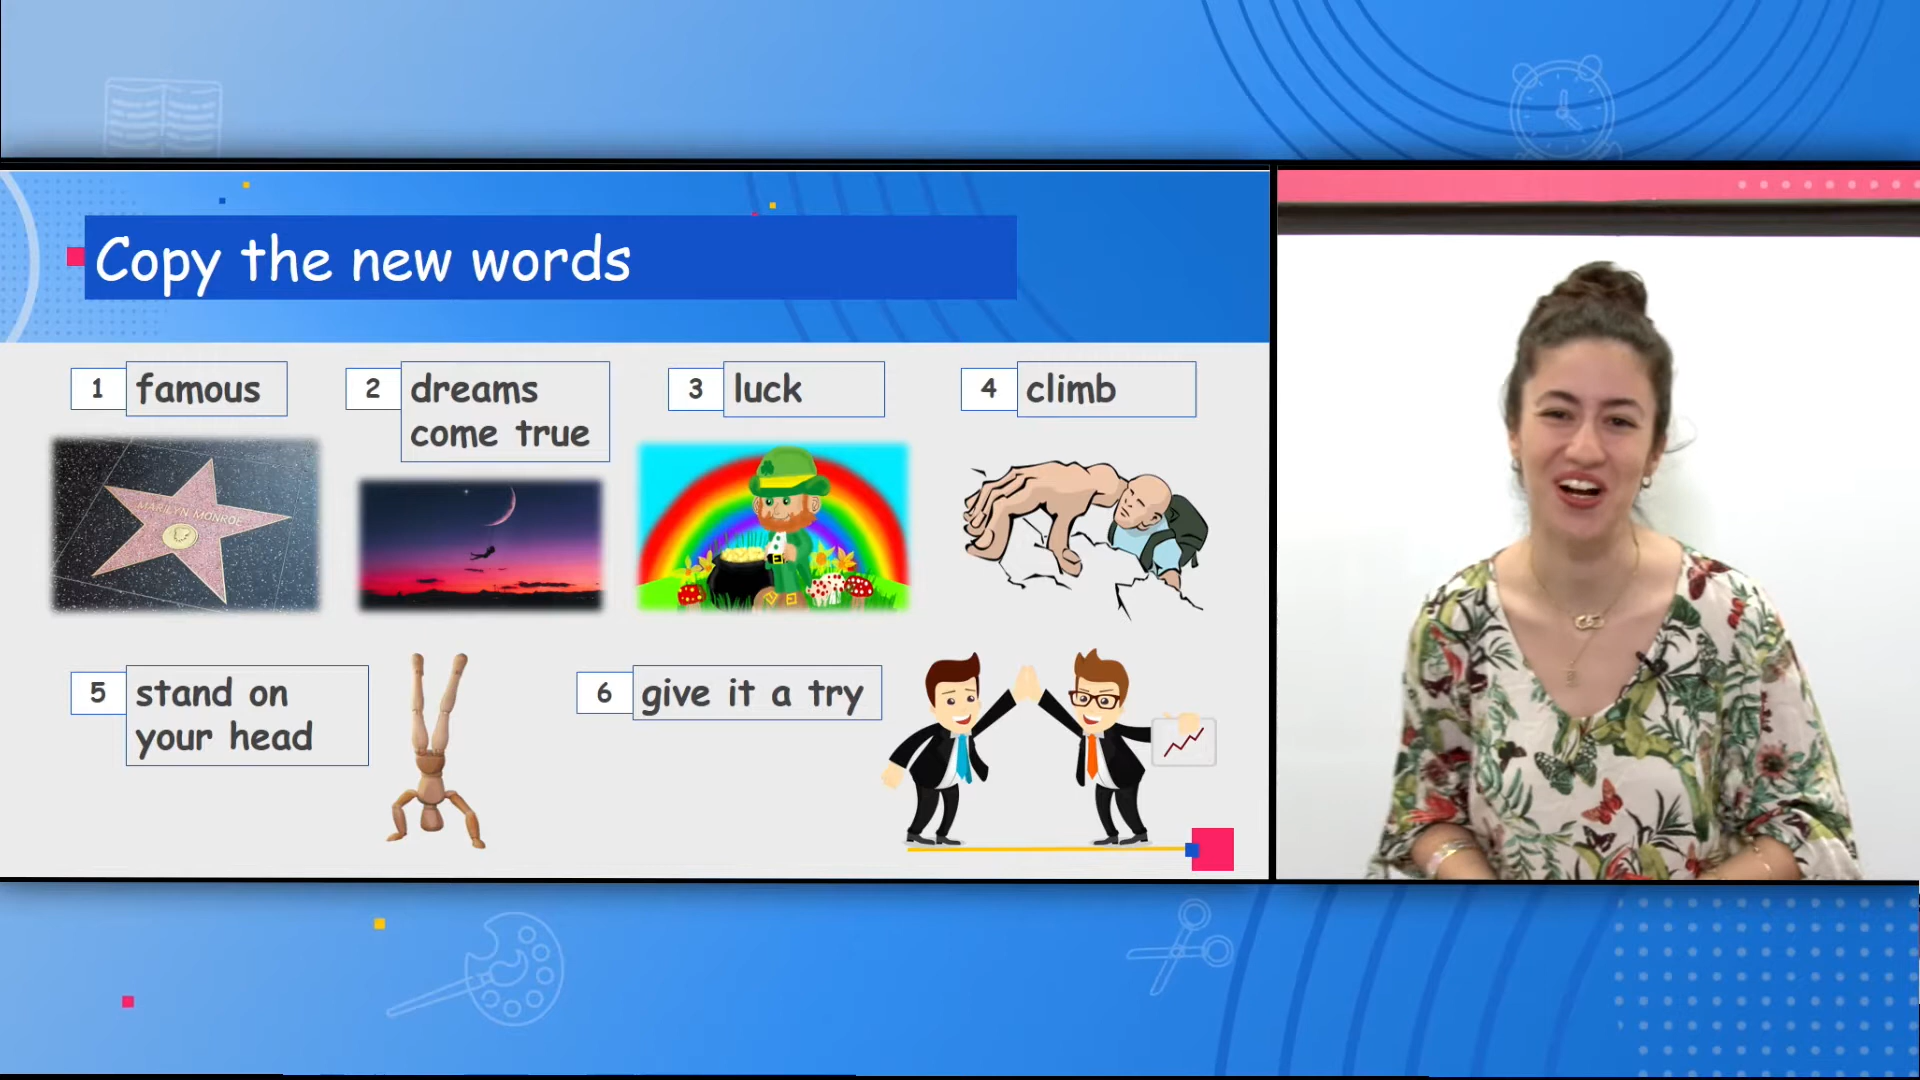 Copy the new words
1 famous
2 dreams
come true
3 luck
4 climb
MARILYN MONROE
5 stand on
your head
6 give it a try